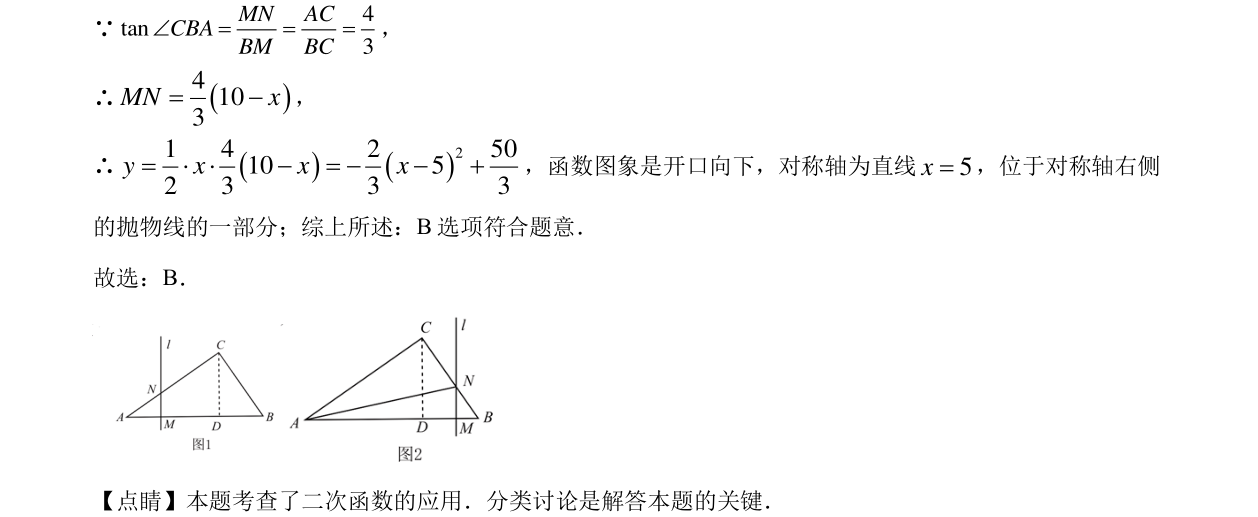 ∵ tan∠CBA = MN/BM = AC/BC = 4/3，
∴ MN = 4/3(10 − x)，
∴ y = 1/2 · x · 4/3(10 − x) = −2/3(x − 5)² + 50/3，函数图象是开口向下，对称轴为直线 x = 5，位于对称轴右侧
的抛物线的一部分；综上所述：B 选项符合题意．
故选：B．
l C N A M D B
图1
C l N A D M B
图2
【点睛】本题考查了二次函数的应用．分类讨论是解答本题的关键．